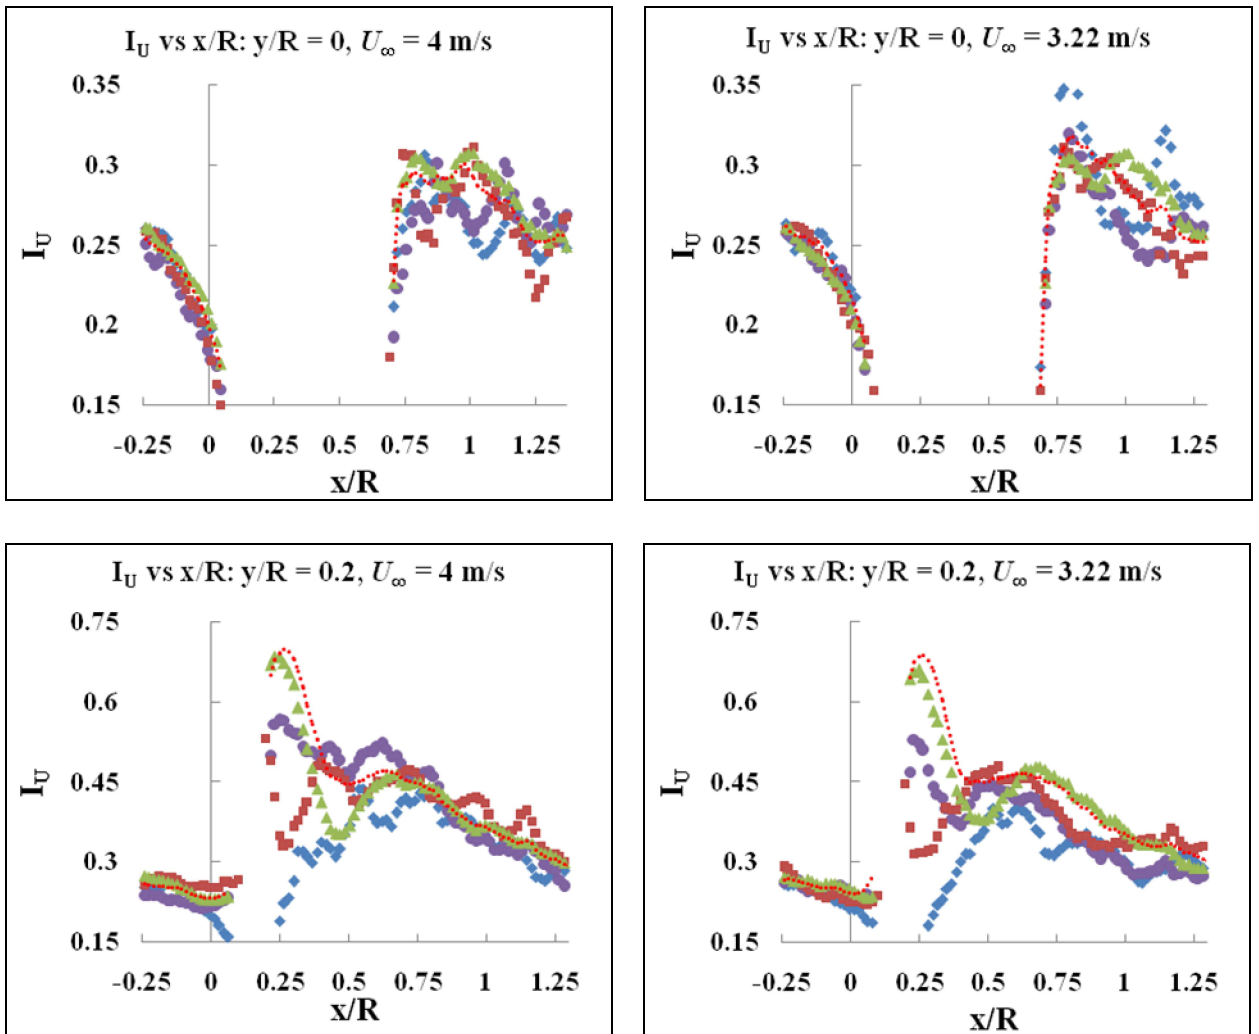 I_U vs x/R: y/R = 0, U_∞ = 4 m/s
0.35
0.3
0.25
0.2
0.15
I_U
-0.25 0 0.25 0.5 0.75 1 1.25
x/R
I_U vs x/R: y/R = 0, U_∞ = 3.22 m/s
0.35
0.3
0.25
0.2
0.15
I_U
-0.25 0 0.25 0.5 0.75 1 1.25
x/R
I_U vs x/R: y/R = 0.2, U_∞ = 4 m/s
0.75
0.6
0.45
0.3
0.15
I_U
-0.25 0 0.25 0.5 0.75 1 1.25
x/R
I_U vs x/R: y/R = 0.2, U_∞ = 3.22 m/s
0.75
0.6
0.45
0.3
0.15
I_U
-0.25 0 0.25 0.5 0.75 1 1.25
x/R